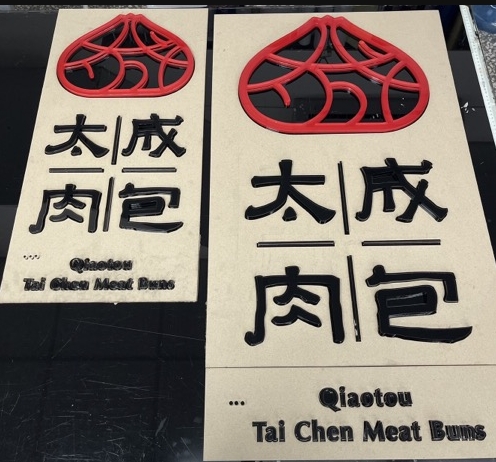 太成
肉包
Qiaotou
Tai Chen Meat Buns
太成
肉包
Qiaotou
Tai Chen Meat Buns